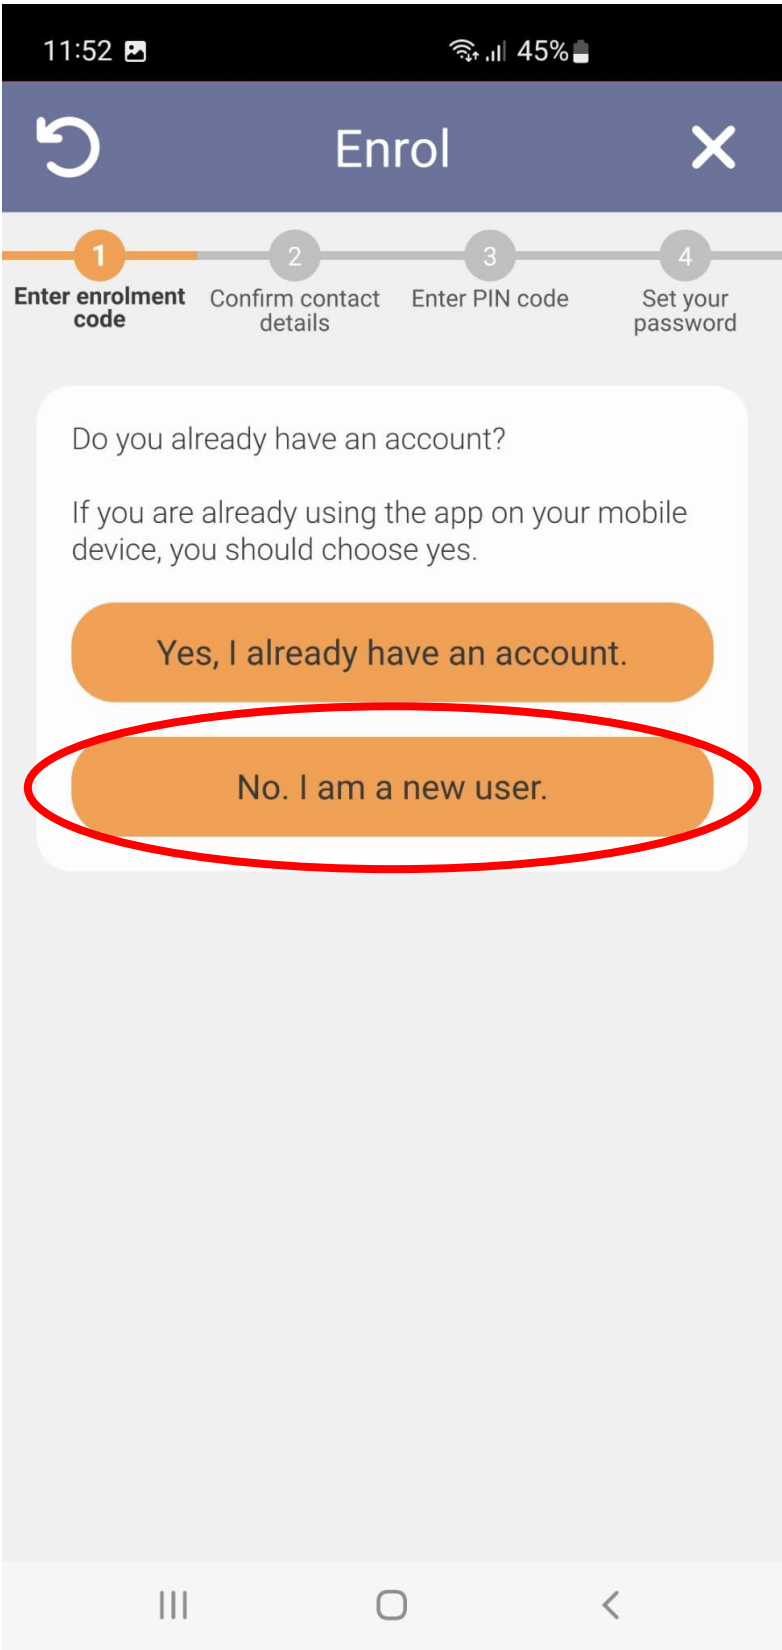 11:52 45%
Enrol
1 2 3 4
Enter enrolment
code
Confirm contact
details
Enter PIN code
Set your
password
Do you already have an account?
If you are already using the app on your mobile
device, you should choose yes.
Yes, I already have an account.
No. I am a new user.